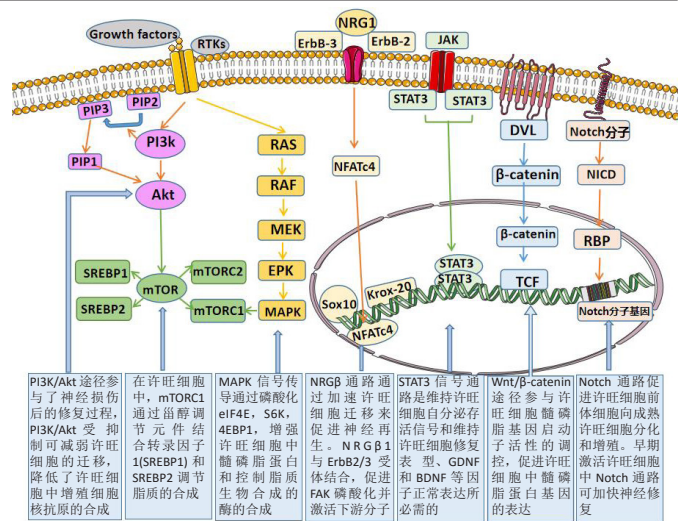 NRG1
Growth factors
RTKs
ErbB-3
ErbB-2
JAK
PIP3
PIP2
STAT3
STAT3
PI3k
DVL
Notch分子
RAS
PIP1
NFATc4
β-catenin
NICD
Akt
RAF
MEK
β-catenin
RBP
SREBP1
mTORC2
EPK
STAT3
STAT3
TCF
mTOR
Krox-20
Sox10
SREBP2
mTORC1
MAPK
NFATc4
Notch分子基因
PI3K/Akt 途径参
与了神经损伤
后的修复过程,
PI3K/Akt 受 抑
制可减弱许旺
细胞的迁移,
降低了许旺细
胞中增殖细胞
核抗原的合成
在许旺细胞
中，mTORC1
通过甾醇调
节元件结
合转录因子
1(SREBP1) 和
SREBP2 调节
脂质的合成
MAPK 信号传
导通过磷酸化
eIF4E，S6K，
4EBP1，增强
许旺细胞中
髓磷脂蛋白
和控制脂质
生物合成的
酶的合成
NRGβ 通路通
过加速许旺
细胞迁移来
促进神经再
生。NRGβ1
与 ErbB2/3 受
体结合，促进
FAK 磷酸化并
激活下游分子
STAT3 信号通
路是维持许旺
细胞自分泌存
活信号和维持
许旺细胞修复
表 型、GDNF
和 BDNF 等因
子正常表达所
必需的
Wnt/β-catenin
途径参与许
旺细胞髓磷
脂基因启动
子活性的调
控，促进许
旺细胞中髓
磷脂蛋白基因
的表达
Notch 通路促
进许旺细胞前
体细胞向成熟
许旺细胞分化
和增殖。早期
激活许旺细胞
中 Notch 通路
可加快神经修
复